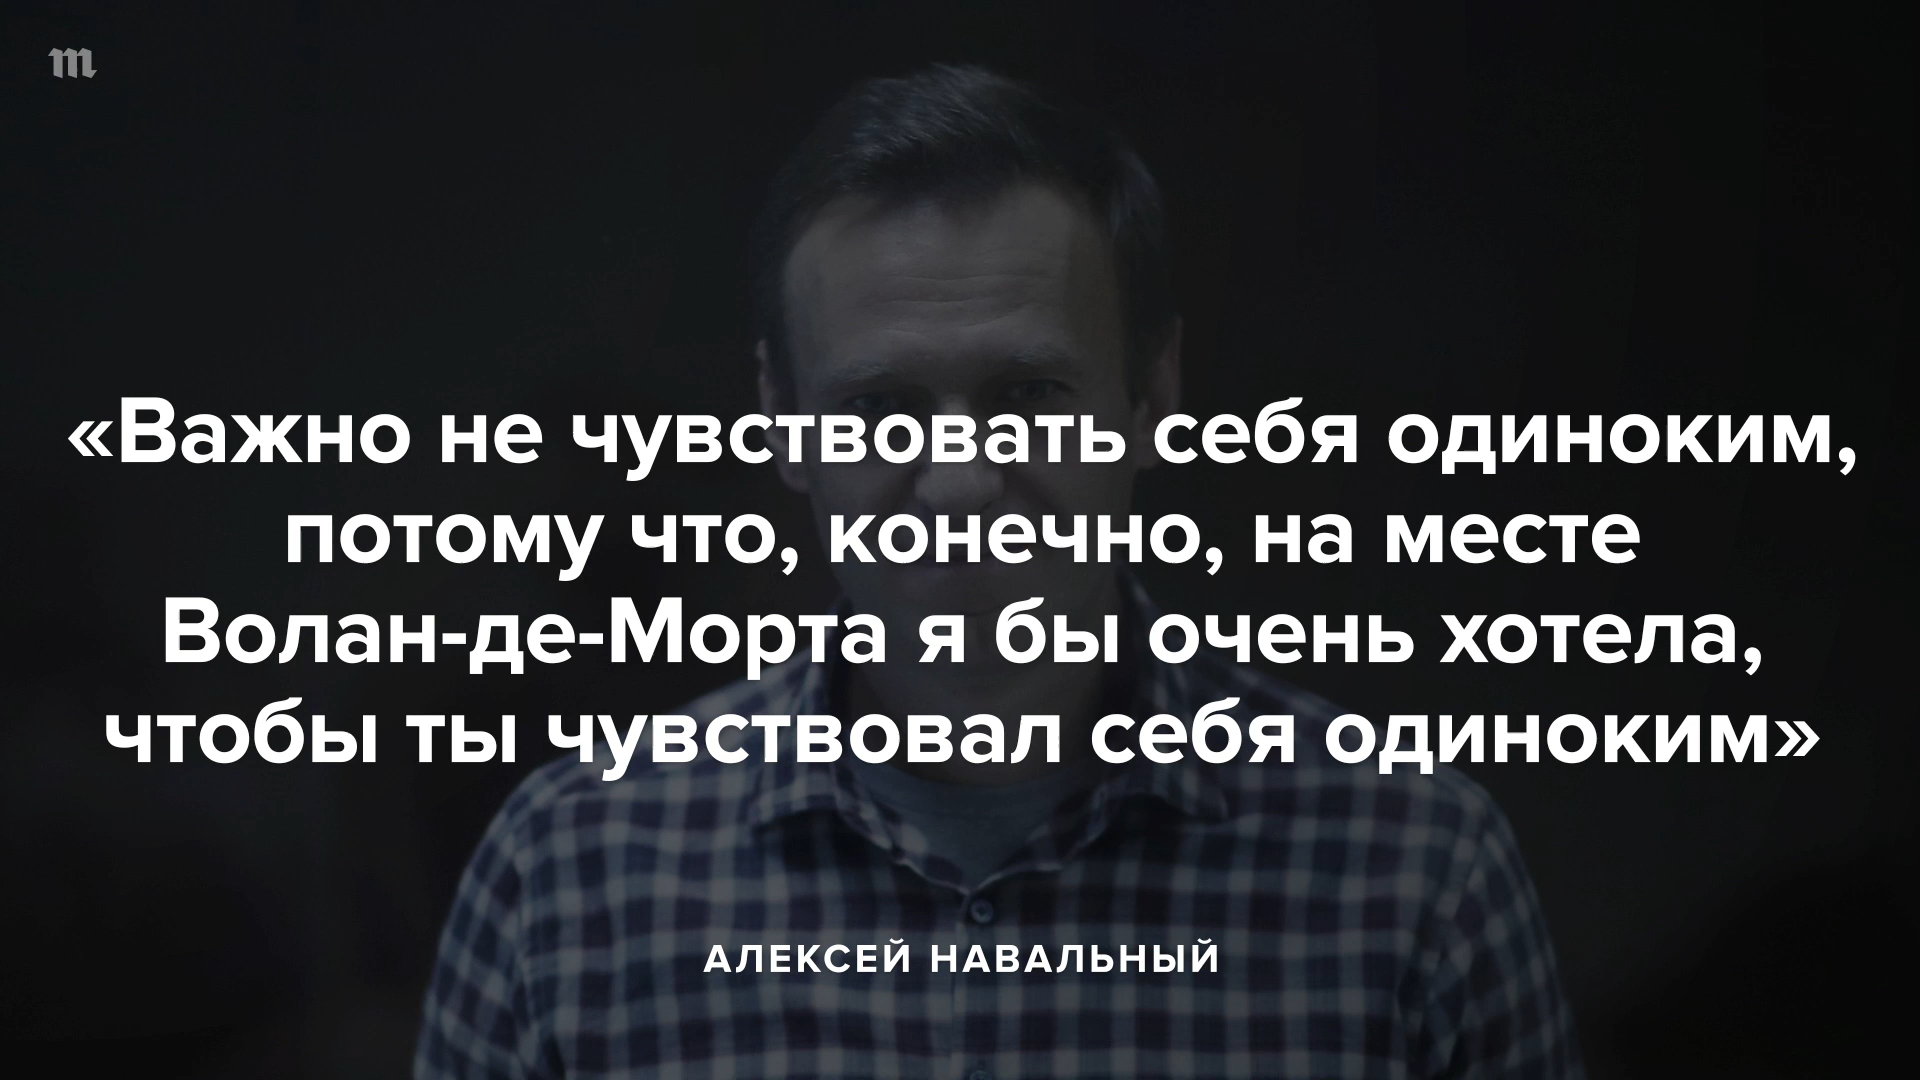 m
«Важно не чувствовать себя одиноким,
потому что, конечно, на месте
Волан-де-Морта я бы очень хотела,
чтобы ты чувствовал себя одиноким»
АЛЕКСЕЙ НАВАЛЬНЫЙ